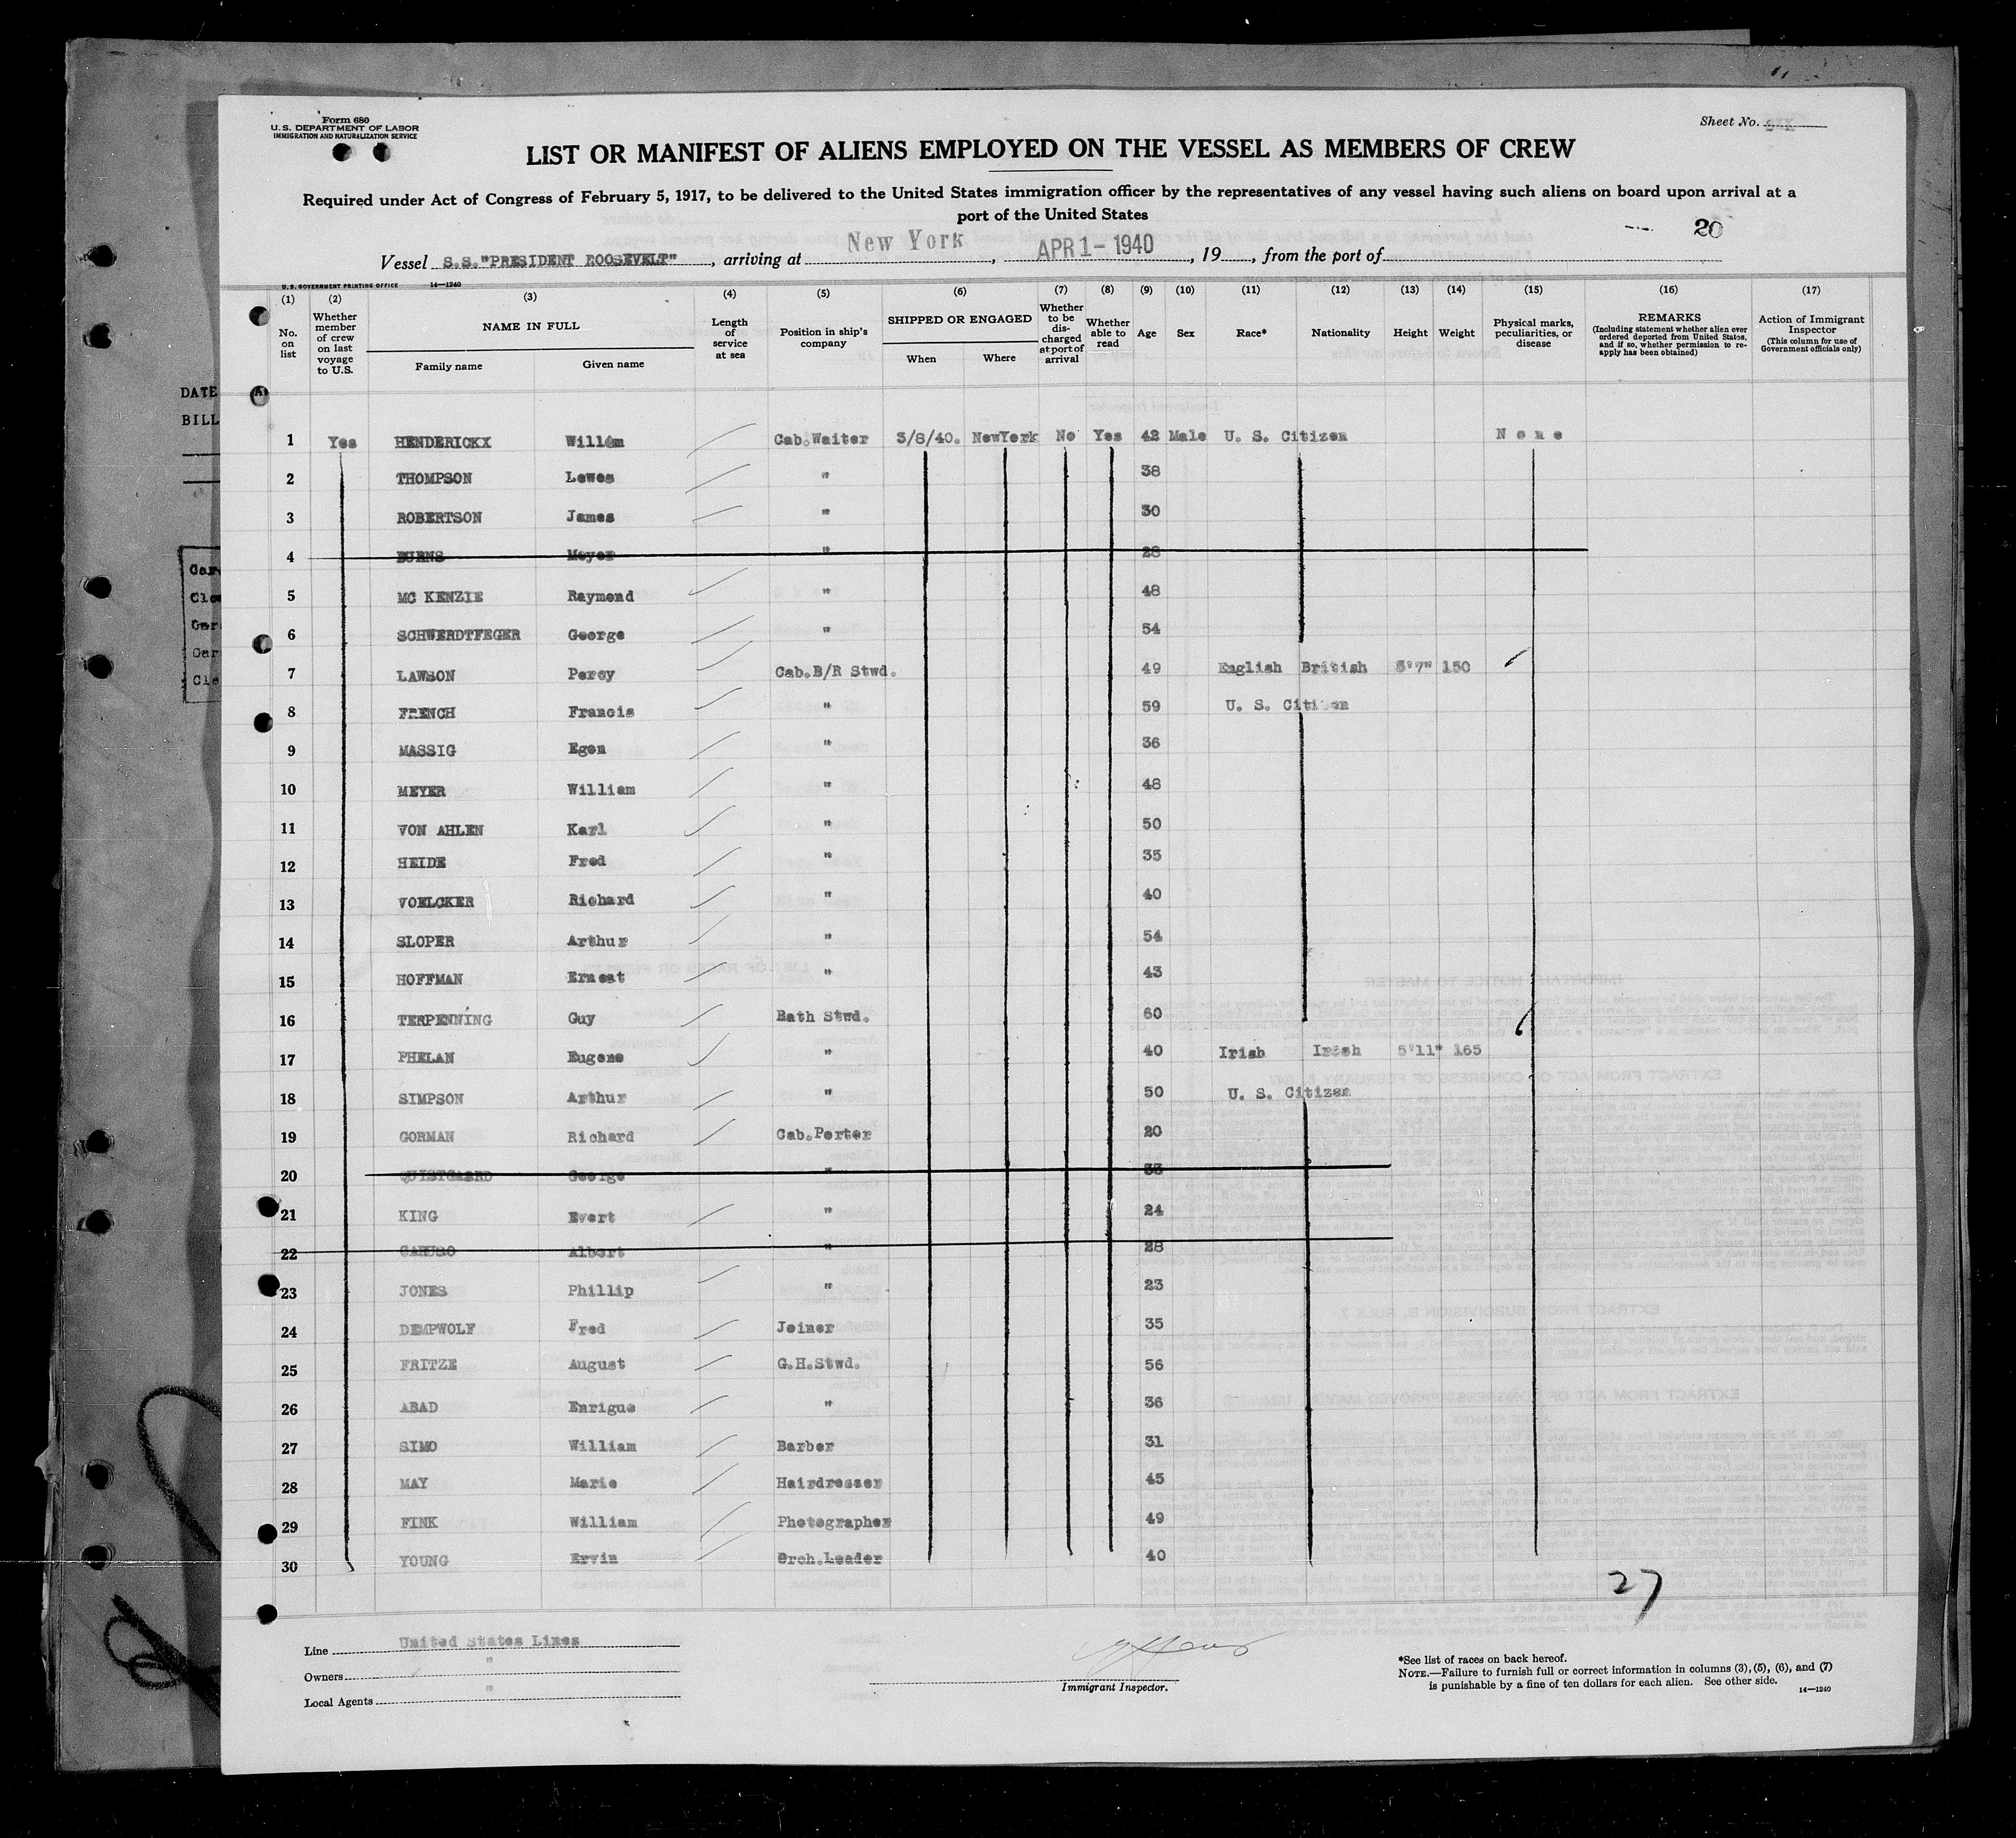 Form 680
U. S. DEPARTMENT OF LABOR
IMMIGRATION AND NATURALIZATION SERVICE
Sheet No.
LIST OR MANIFEST OF ALIENS EMPLOYED ON THE VESSEL AS MEMBERS OF CREW
Required under Act of Congress of February 5, 1917, to be delivered to the United States immigration officer by the representatives of any vessel having such aliens on board upon arrival at a
port of the United States
20
Vessel S.S."PRESIDENT ROOSEVELT", arriving at New York, APR 1 - 1940, 19, from the port of
U. S. GOVERNMENT PRINTING OFFICE 14—1240
(1) (2) (3) (4) (5) (6) (7) (8) (9) (10) (11) (12) (13) (14) (15) (16) (17)
No. on list
Whether member of crew on last voyage to U.S.
NAME IN FULL
Family name Given name
Length of service at sea
Position in ship's company
SHIPPED OR ENGAGED
When Where
Whether to be discharged at port of arrival
Whether able to read
Age Sex Race* Nationality Height Weight
Physical marks, peculiarities, or disease
REMARKS
(Including statement whether alien ever ordered deported from United States, and if so, whether permission to reapply has been obtained)
Action of Immigrant Inspector
(This column for use of Government officials only)
DATE
BILL
1 Yes HENDERICKX Willem Cab.Waiter 3/8/40. NewYork No Yes 42 Male U. S. Citizen None
2 THOMPSON Lewes " 38
3 ROBERTSON James " 30
4 BURNS Meyer " 28
5 MC KENZIE Raymond " 48
6 SCHWERDTFEGER George " 54
7 LAWSON Percy Cab.B/R Stwd. 49 English British 5'7" 150
8 FRENCH Francis " 59 U. S. Citizen
9 MASSIG Egon " 36
10 MEYER William " 48
11 VON AHLEN Karl " 50
12 HEIDE Fred " 35
13 VOELCKER Richard " 40
14 SLOPER Arthur " 54
15 HOFFMAN Ernest " 43
16 TERPENNING Guy Bath Stwd. 60
17 PHELAN Eugene " 40 Irish Irish 5'11" 165
18 SIMPSON Arthur " 50 U. S. Citizen
19 GORMAN Richard Cab.Porter 20
20 QUISTGAARD George " 33
21 KING Evert " 24
22 CARUSO Albert " 28
23 JONES Phillip " 23
24 DEMPWOLF Fred Joiner 35
25 FRITZE August G.H.Stwd. 56
26 ABAD Enrique " 36
27 SIMO William Barber 31
28 MAY Marie Hairdresser 45
29 FINK William Photographer 49
30 YOUNG Ervin Orch.Leader 40
27
Line United States Lines
Owners "
Local Agents "
Immigrant Inspector.
*See list of races on back hereof.
NOTE.—Failure to furnish full or correct information in columns (3), (5), (6), and (7)
is punishable by a fine of ten dollars for each alien. See other side.
14—1240